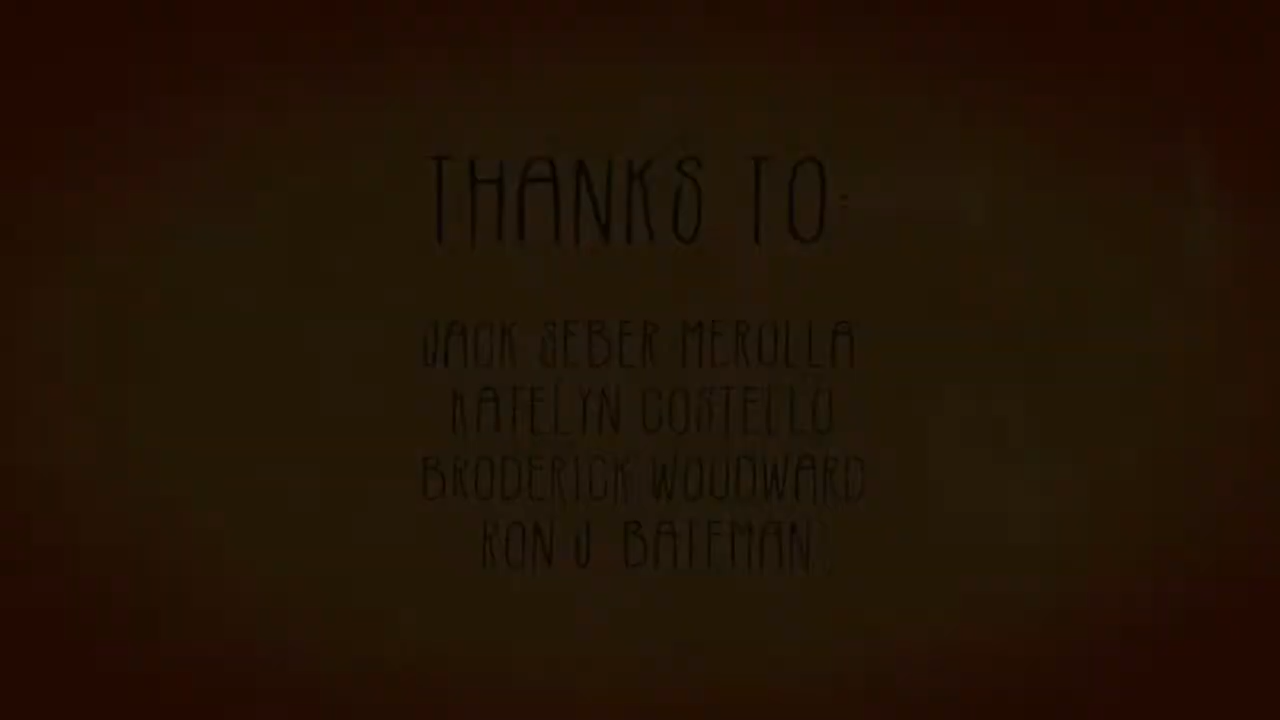 THANKS TO:
JACK SEBER MEROLLA
KATELYN COSTELLO
BRODERICK WOODWARD
RON J BATEMAN